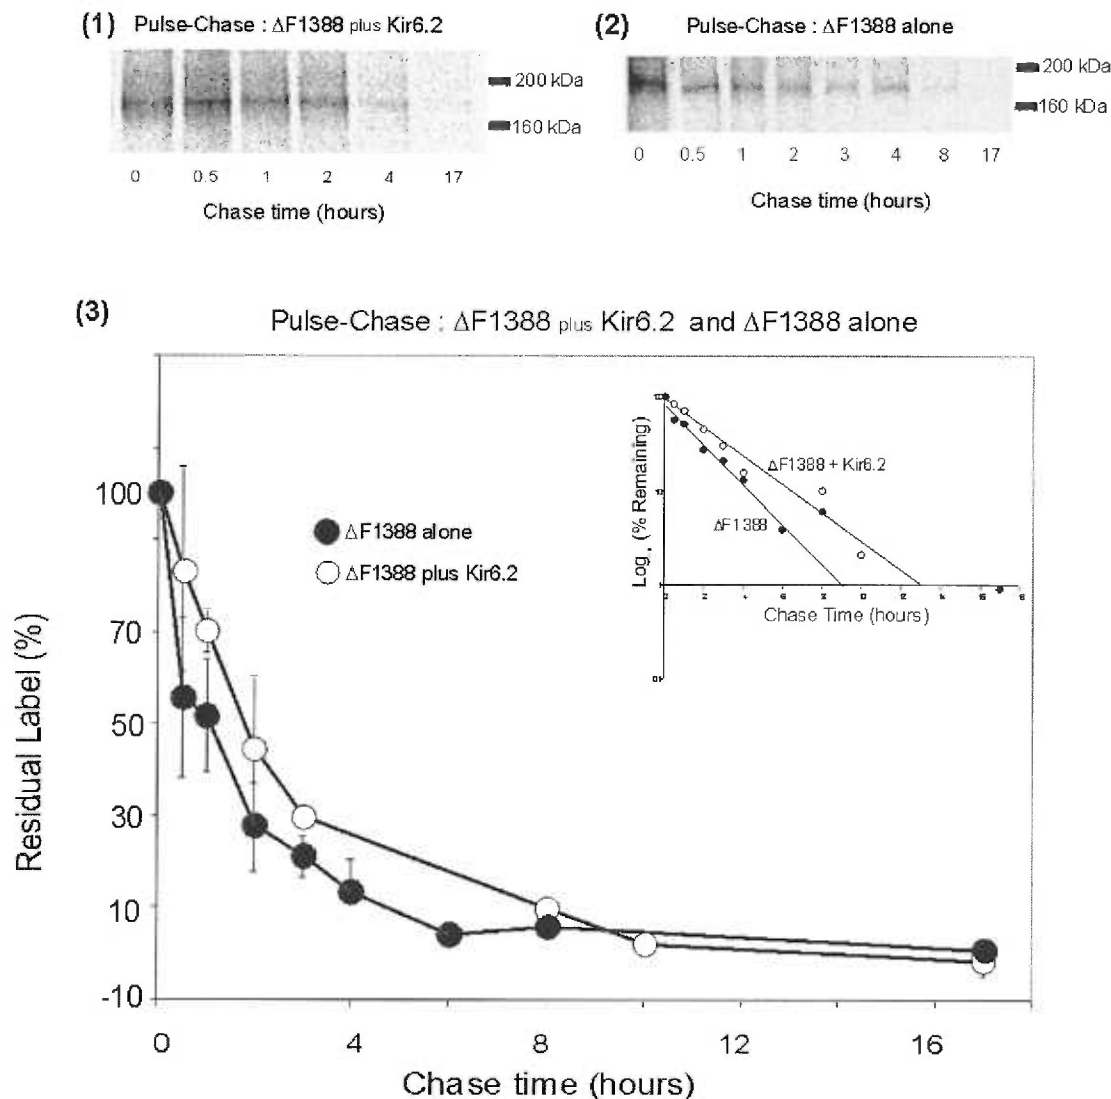 (1) Pulse-Chase : ΔF1388 plus Kir6.2
200 kDa
160 kDa
0 0.5 1 2 4 17
Chase time (hours)
(2) Pulse-Chase : ΔF1388 alone
200 kDa
160 kDa
0 0.5 1 2 3 4 8 17
Chase time (hours)
(3) Pulse-Chase : ΔF1388 plus Kir6.2 and ΔF1388 alone
Residual Label (%)
100
70
50
30
10
-10
0 4 8 12 16
Chase time (hours)
ΔF1388 alone
ΔF1388 plus Kir6.2
(% Remaining)
ΔF1388 + Kir6.2
ΔF1388
Chase Time (hours)